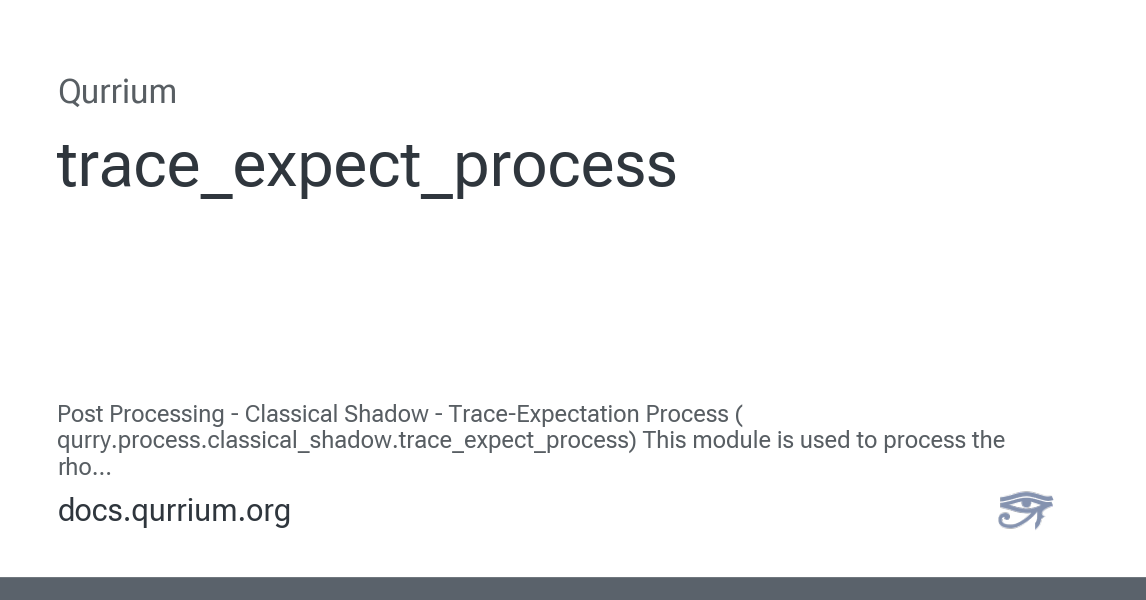 Qurrium
trace_expect_process
Post Processing - Classical Shadow - Trace-Expectation Process (
qurry.process.classical_shadow.trace_expect_process) This module is used to process the
rho...
docs.qurrium.org